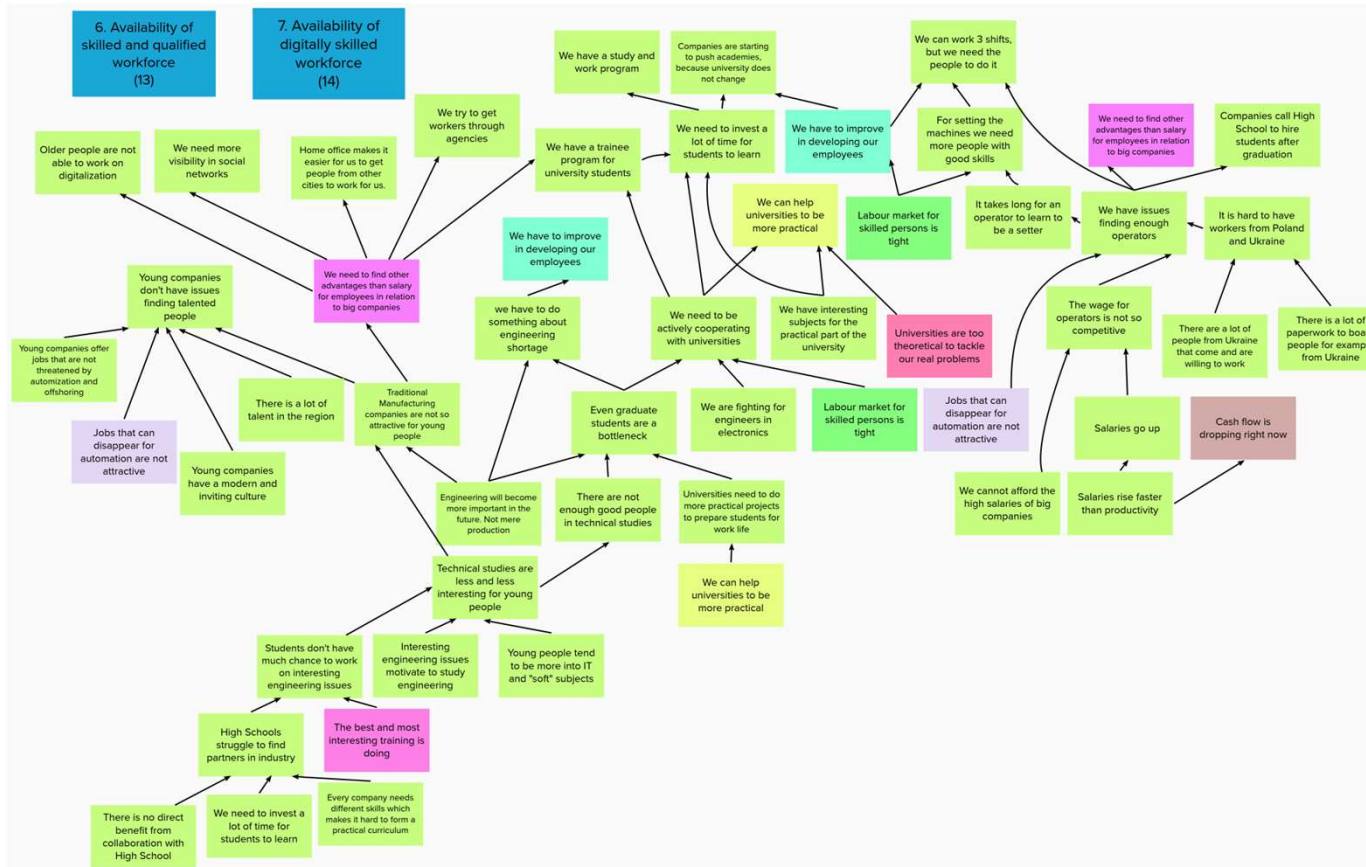 6. Availability of
skilled and qualified
workforce
(13)
7. Availability of
digitally skilled
workforce
(14)
Older people are not
able to work on
digitalization
We need more
visibility in social
networks
Home office makes it
easier for us to get
people from other
cities to work for us.
We try to get
workers through
agencies
We have a study and
work program
Companies are starting
to push academies,
because university does
not change
We can work 3 shifts,
but we need the
people to do it
We have a trainee
program for
university students
We need to invest a
lot of time for
students to learn
We have to improve
in developing our
employees
For setting the
machines we need
more people with
good skills
We need to find other
advantages than salary
for employees in relation
to big companies
Companies call High
School to hire
students after
graduation
We can help
universities to be
more practical
Labour market for
skilled persons is
tight
It takes long for an
operator to learn to
be a setter
We have issues
finding enough
operators
It is hard to have
workers from Poland
and Ukraine
We have to improve
in developing our
employees
Young companies
don't have issues
finding talented
people
We need to find other
advantages than salary
for employees in relation
to big companies
we have to do
something about
engineering
shortage
We need to be
actively cooperating
with universities
We have interesting
subjects for the
practical part of the
university
Universities are too
theoretical to tackle
our real problems
The wage for
operators is not so
competitive
There are a lot of
people from Ukraine
that come and are
willing to work
There is a lot of
paperwork to boa
people for example
from Ukraine
Young companies offer
jobs that are not
threatened by
automization and
offshoring
There is a lot of
talent in the region
Traditional
Manufacturing
companies are not so
attractive for young
people
Even graduate
students are a
bottleneck
We are fighting for
engineers in
electronics
Labour market for
skilled persons is
tight
Jobs that can
disappear for
automation are not
attractive
Salaries go up
Cash flow is
dropping right now
Jobs that can
disappear for
automation are not
attractive
Young companies
have a modern and
inviting culture
Engineering will become
more important in the
future. Not mere
production
There are not
enough good people
in technical studies
Universities need to do
more practical projects
to prepare students for
work life
We cannot afford the
high salaries of big
companies
Salaries rise faster
than productivity
Technical studies are
less and less
interesting for young
people
We can help
universities to be
more practical
Students don't have
much chance to work
on interesting
engineering issues
Interesting
engineering issues
motivate to study
engineering
Young people tend
to be more into IT
and "soft" subjects
High Schools
struggle to find
partners in industry
The best and most
interesting training is
doing
There is no direct
benefit from
collaboration with
High School
We need to invest a
lot of time for
students to learn
Every company needs
different skills which
makes it hard to form a
practical curriculum